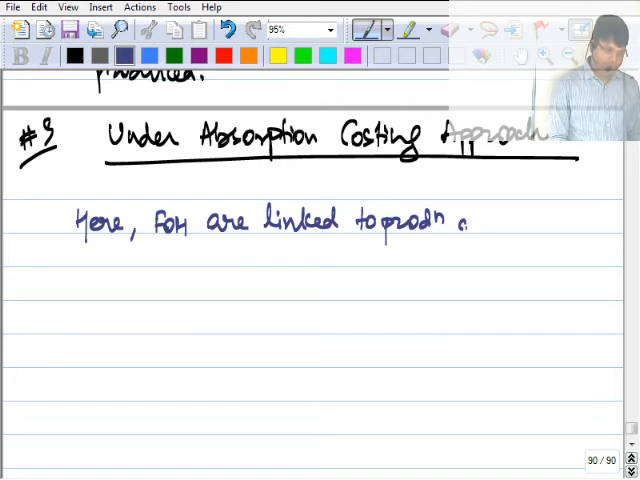 File Edit View Insert Actions Tools Help
95%
B
produced.
#3 Under Absorption Costing Approach
Here, FOH are linked to prodn
90 / 90